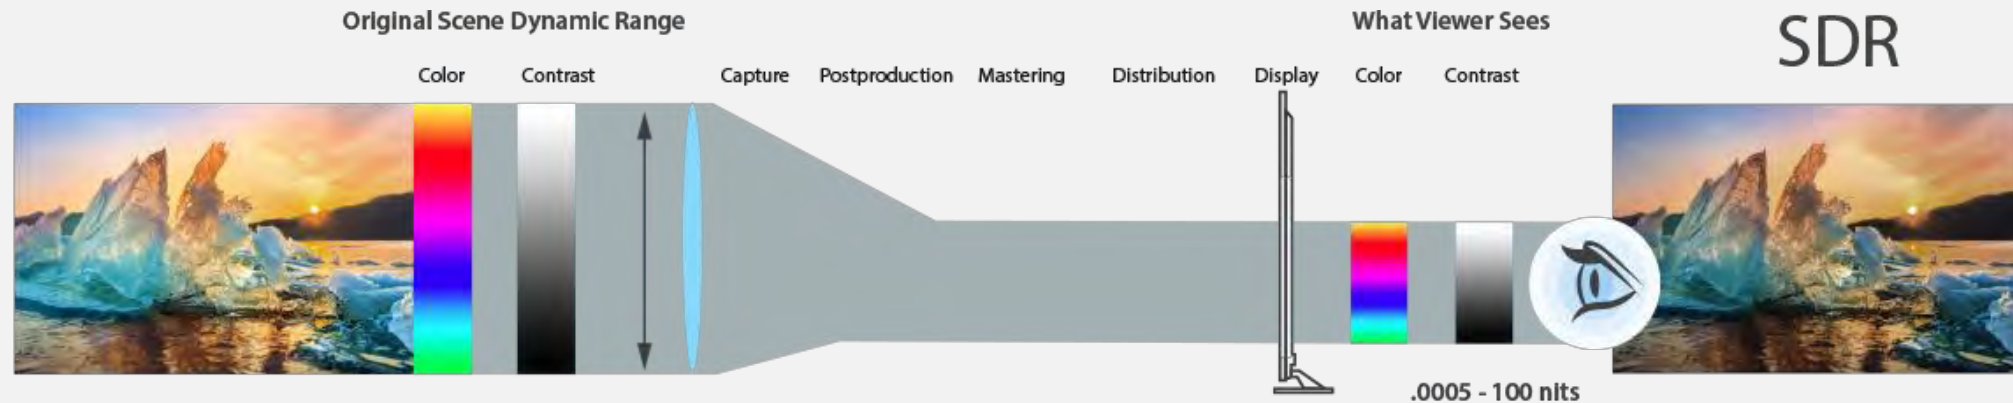 Original Scene Dynamic Range
What Viewer Sees
SDR
Color
Contrast
Capture
Postproduction
Mastering
Distribution
Display
Color
Contrast
.0005 - 100 nits